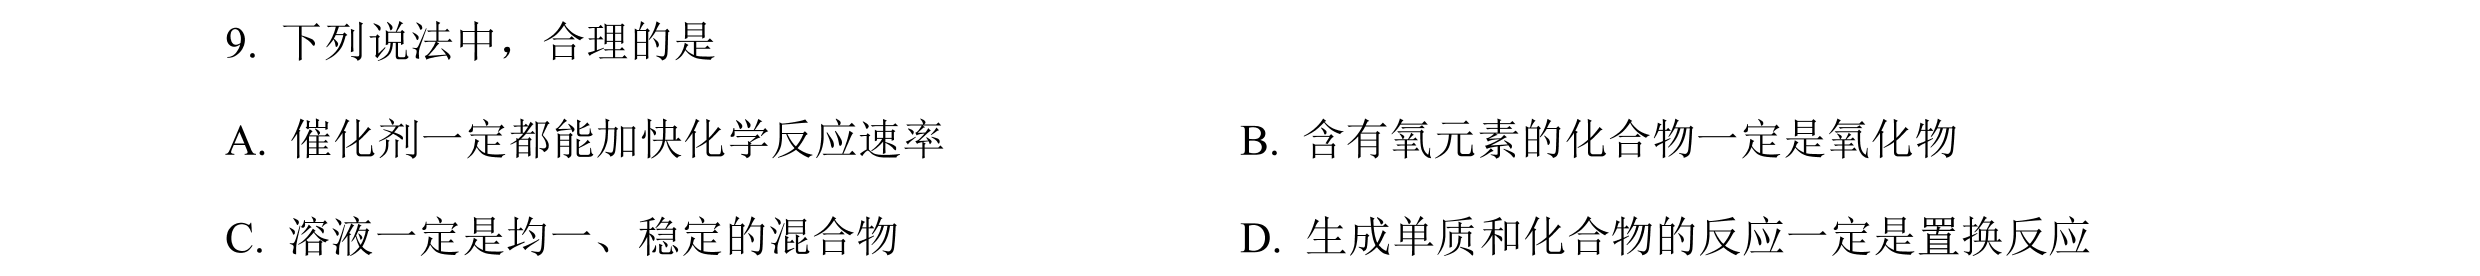 9. 下列说法中，合理的是
A. 催化剂一定都能加快化学反应速率 B. 含有氧元素的化合物一定是氧化物
C. 溶液一定是均一、稳定的混合物 D. 生成单质和化合物的反应一定是置换反应